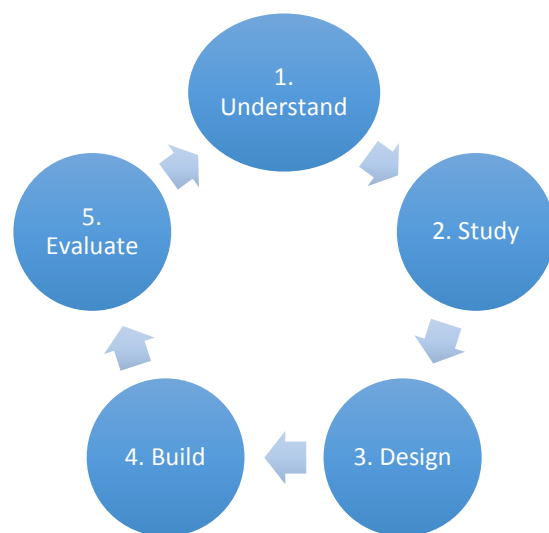 1.
Understand
2. Study
3. Design
4. Build
5.
Evaluate